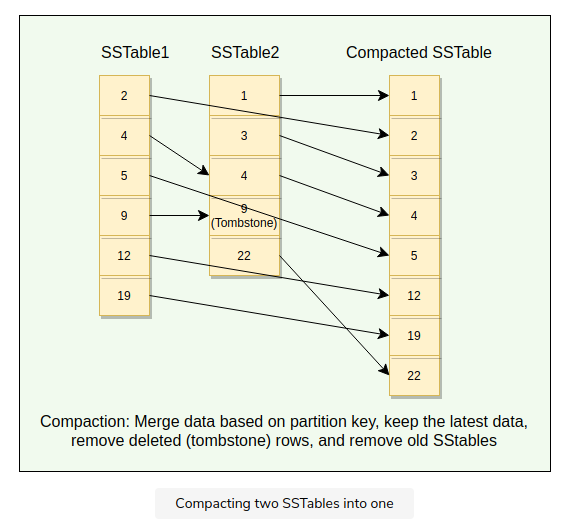 SSTable1 SSTable2 Compacted SSTable
2 1 1
4 3 2
5 4 3
9 9 4
(Tombstone)
12 22 5
19 12
19
22
Compaction: Merge data based on partition key, keep the latest data,
remove deleted (tombstone) rows, and remove old SStables
Compacting two SSTables into one